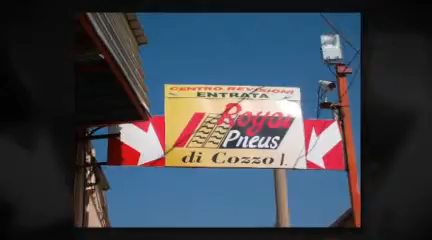 CENTRO REVISIONI
ENTRATA
Royal
Pneus
di Cozzo